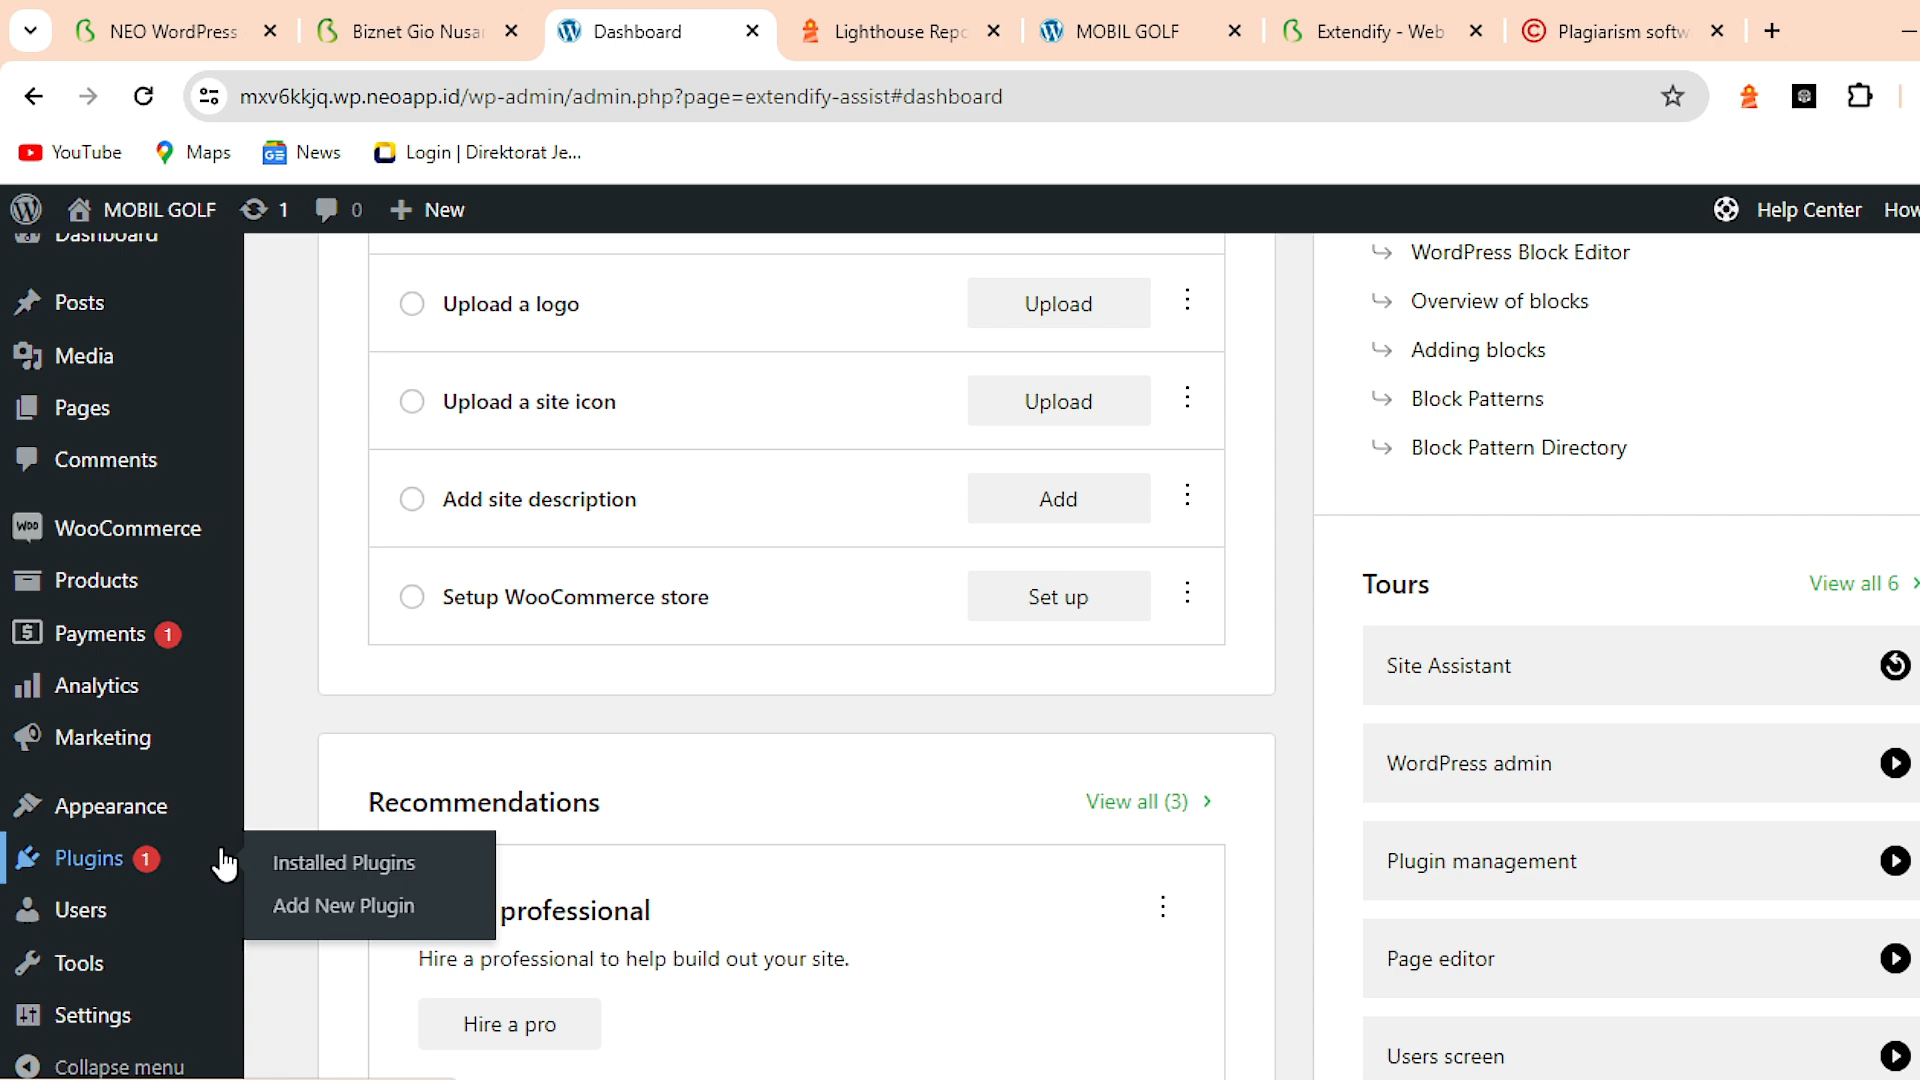 NEO WordPress
Biznet Gio Nusa
Dashboard
Lighthouse Repo
MOBIL GOLF
Extendify - Web
Plagiarism softw
mxv6kkjq.wp.neoapp.id/wp-admin/admin.php?page=extendify-assist#dashboard
YouTube
Maps
News
Login | Direktorat Je...
MOBIL GOLF
1
0
New
Help Center
How
Dashboard
Posts
Media
Pages
Comments
WooCommerce
Products
Payments 1
Analytics
Marketing
Appearance
Plugins 1
Users
Tools
Settings
Collapse menu
Installed Plugins
Add New Plugin
Upload a logo
Upload
Upload a site icon
Upload
Add site description
Add
Setup WooCommerce store
Set up
Recommendations
View all (3)
professional
Hire a professional to help build out your site.
Hire a pro
WordPress Block Editor
Overview of blocks
Adding blocks
Block Patterns
Block Pattern Directory
Tours
View all 6
Site Assistant
WordPress admin
Plugin management
Page editor
Users screen